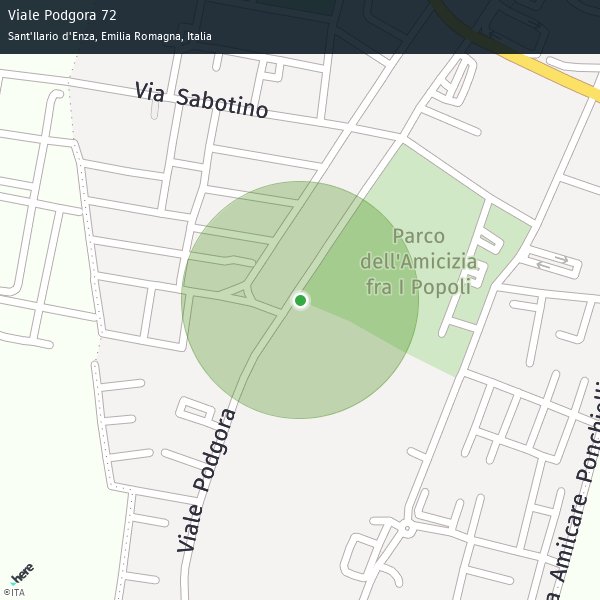 Viale Podgora 72
Sant'Ilario d'Enza, Emilia Romagna, Italia
Via Sabotino
Parco
dell'Amicizia
fra I Popoli
Viale Podgora
a Amilcare Ponchielli
here
©ITA